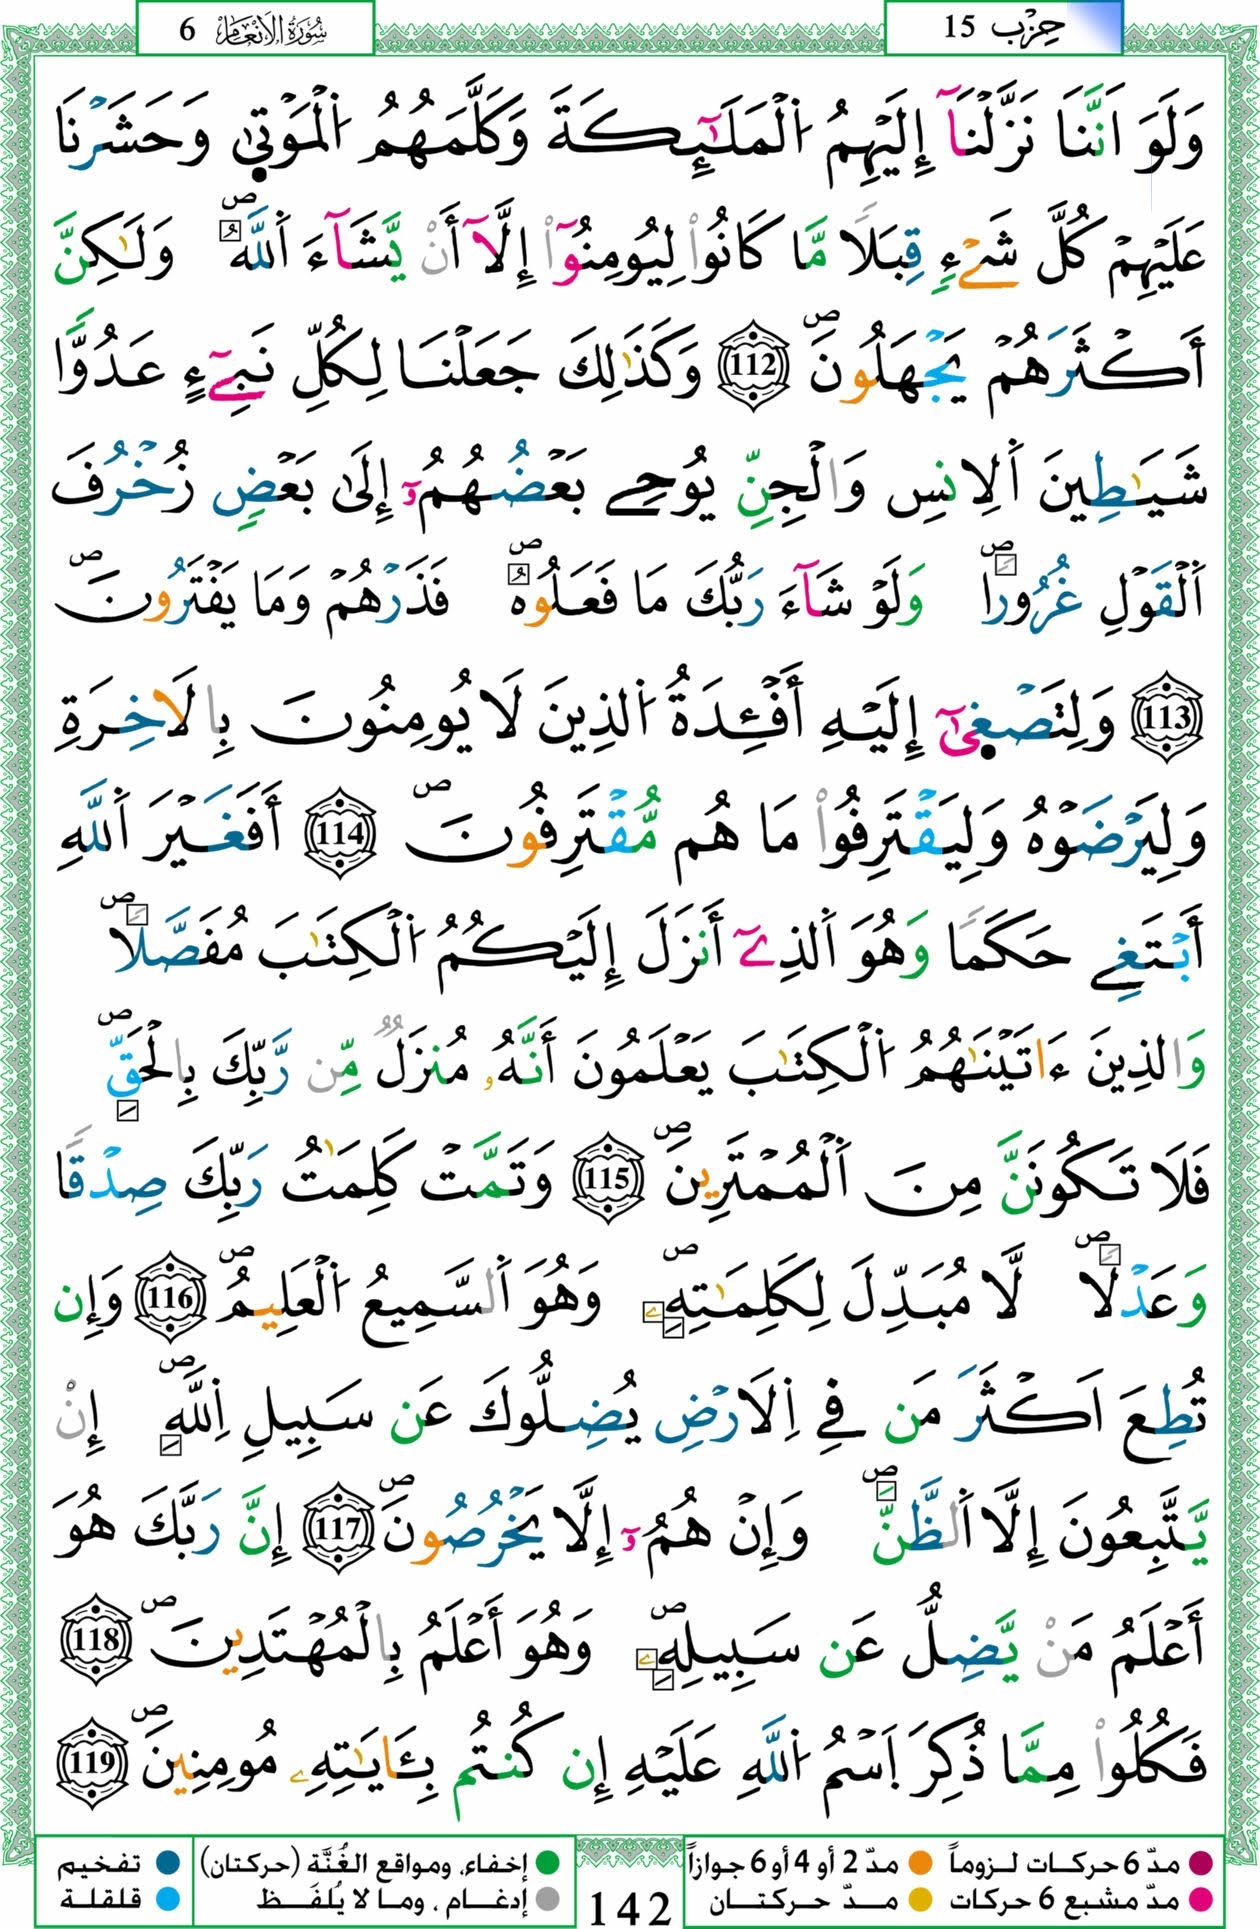 حِزْب 15
سُورَةُ الاَنْعَام 6
وَلَوَ اَنَّنَا نَزَّلْنَآ إِلَيْهِمُ اُ۬لْمَلَٰٓئِكَةَ وَكَلَّمَهُمُ اُ۬لْمَوْت۪يٰ وَحَشَرْنَا
عَلَيْهِمْ كُلَّ شَےْءٖ قِبَلاٗ مَّا كَانُواْ لِيُومِنُوٓاْ إِلَّآ أَنْ يَّشَآءَ اَ۬للَّهُۖ وَلَٰكِنَّ
أَكْثَرَهُمْ يَجْهَلُونَۖ 112 وَكَذَٰلِكَ جَعَلْنَا لِكُلِّ نَبِےٓءٍ عَدُوّاٗ
شَيَٰطِينَ اَ۬لِانسِ وَالْجِنِّ يُوحِے بَعْضُهُمُۥٓ إِلَىٰ بَعْضٖ زُخْرُفَ
اَ۬لْقَوْلِ غُرُوراٗۖ وَلَوْ شَآءَ رَبُّكَ مَا فَعَلُوهُۖ فَذَرْهُمْ وَمَا يَفْتَرُونَۖ
113 وَلِتَصْغ۪ىٰٓ إِلَيْهِ أَفْـِٕدَةُ اُ۬لذِينَ لَا يُومِنُونَ بِالَاخِرَةِ
وَلِيَرْضَوْهُ وَلِيَقْتَرِفُواْ مَا هُم مُّقْتَرِفُونَۖ 114 أَفَغَيْرَ اَ۬للَّهِ
أَبْتَغِے حَكَماٗ وَهُوَ اَ۬لذِےٓ أَنزَلَ إِلَيْكُمُ اُ۬لْكِتَٰبَ مُفَصَّلاٗۖ
وَالذِينَ ءَاتَيْنَٰهُمُ اُ۬لْكِتَٰبَ يَعْلَمُونَ أَنَّهُۥ مُنزَلٞ مِّن رَّبِّكَ بِالْحَقِّۖ
فَلَا تَكُونَنَّ مِنَ اَ۬لْمُمْتَرِينَۖ 115 وَتَمَّتْ كَلِمَٰتُ رَبِّكَ صِدْقاٗ
وَعَدْلاٗۖ لَّا مُبَدِّلَ لِكَلِمَٰتِهِۦۖ وَهُوَ اَ۬لسَّمِيعُ اُ۬لْعَلِيمُۖ 116 وَإِن
تُطِعَ اَكْثَرَ مَن فِے اِ۬لَارْضِ يُضِلُّوكَ عَن سَبِيلِ اِ۬للَّهِۖ إِنْ
يَّتَّبِعُونَ إِلَّا اَ۬لظَّنَّۖ وَإِنْ هُمُۥٓ إِلَّا يَخْرُصُونَۖ 117 إِنَّ رَبَّكَ هُوَ
أَعْلَمُ مَنْ يَّضِلُّ عَن سَبِيلِهِۦۖ وَهُوَ أَعْلَمُ بِالْمُهْتَدِينَۖ 118
فَكُلُواْ مِمَّا ذُكِرَ اَ۪سْمُ اُ۬للَّهِ عَلَيْهِ إِن كُنتُم بِـَٔايَٰتِهِۦ مُومِنِينَۖ 119
مدّ 6 حركات لزوماً مدّ 2 أو 4 أو 6 جوازاً
مدّ مشبع 6 حركات مدّ حركتان
142
إخفاء، ومواقع الغُنَّة (حركتان) تفخيم
إدغام، وما لا يُلفَظ قلقلة